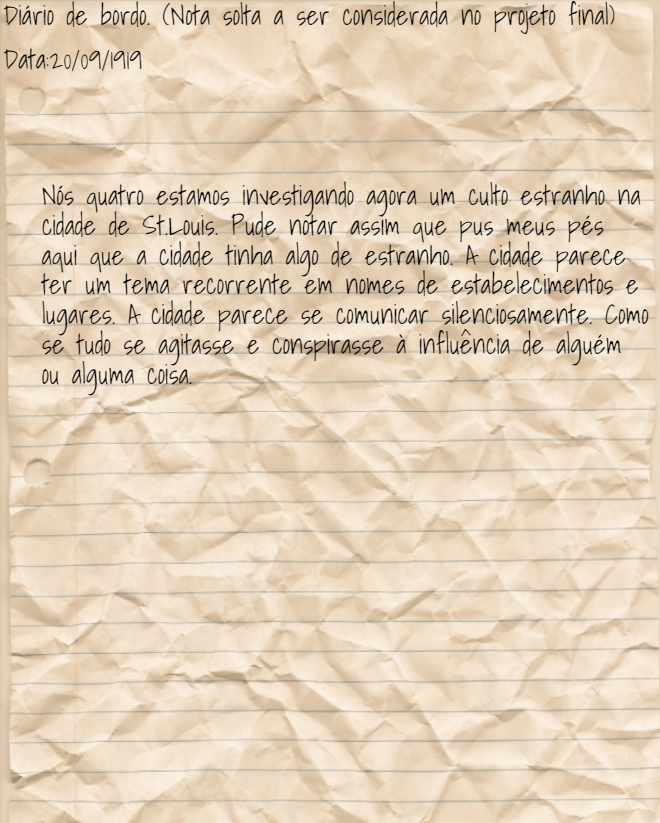 Diário de bordo. (Nota solta a ser considerada no projeto final)
Data:20/09/1919
Nós quatro estamos investigando agora um culto estranho na
cidade de St.Louis. Pude notar assim que pus meus pés
aqui que a cidade tinha algo de estranho. A cidade parece
ter um tema recorrente em nomes de estabelecimentos e
lugares. A cidade parece se comunicar silenciosamente. Como
se tudo se agitasse e conspirasse à influência de alguém
ou alguma coisa.